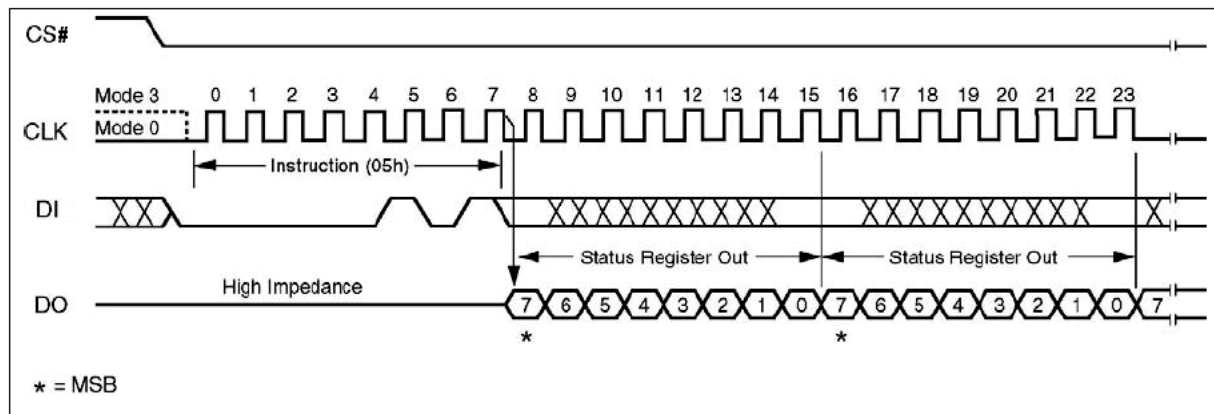 CS#
Mode 3
0 1 2 3 4 5 6 7 8 9 10 11 12 13 14 15 16 17 18 19 20 21 22 23
CLK
Mode 0
Instruction (05h)
DI
Status Register Out
Status Register Out
High Impedance
DO
7 6 5 4 3 2 1 0 7 6 5 4 3 2 1 0 7
* *
* = MSB